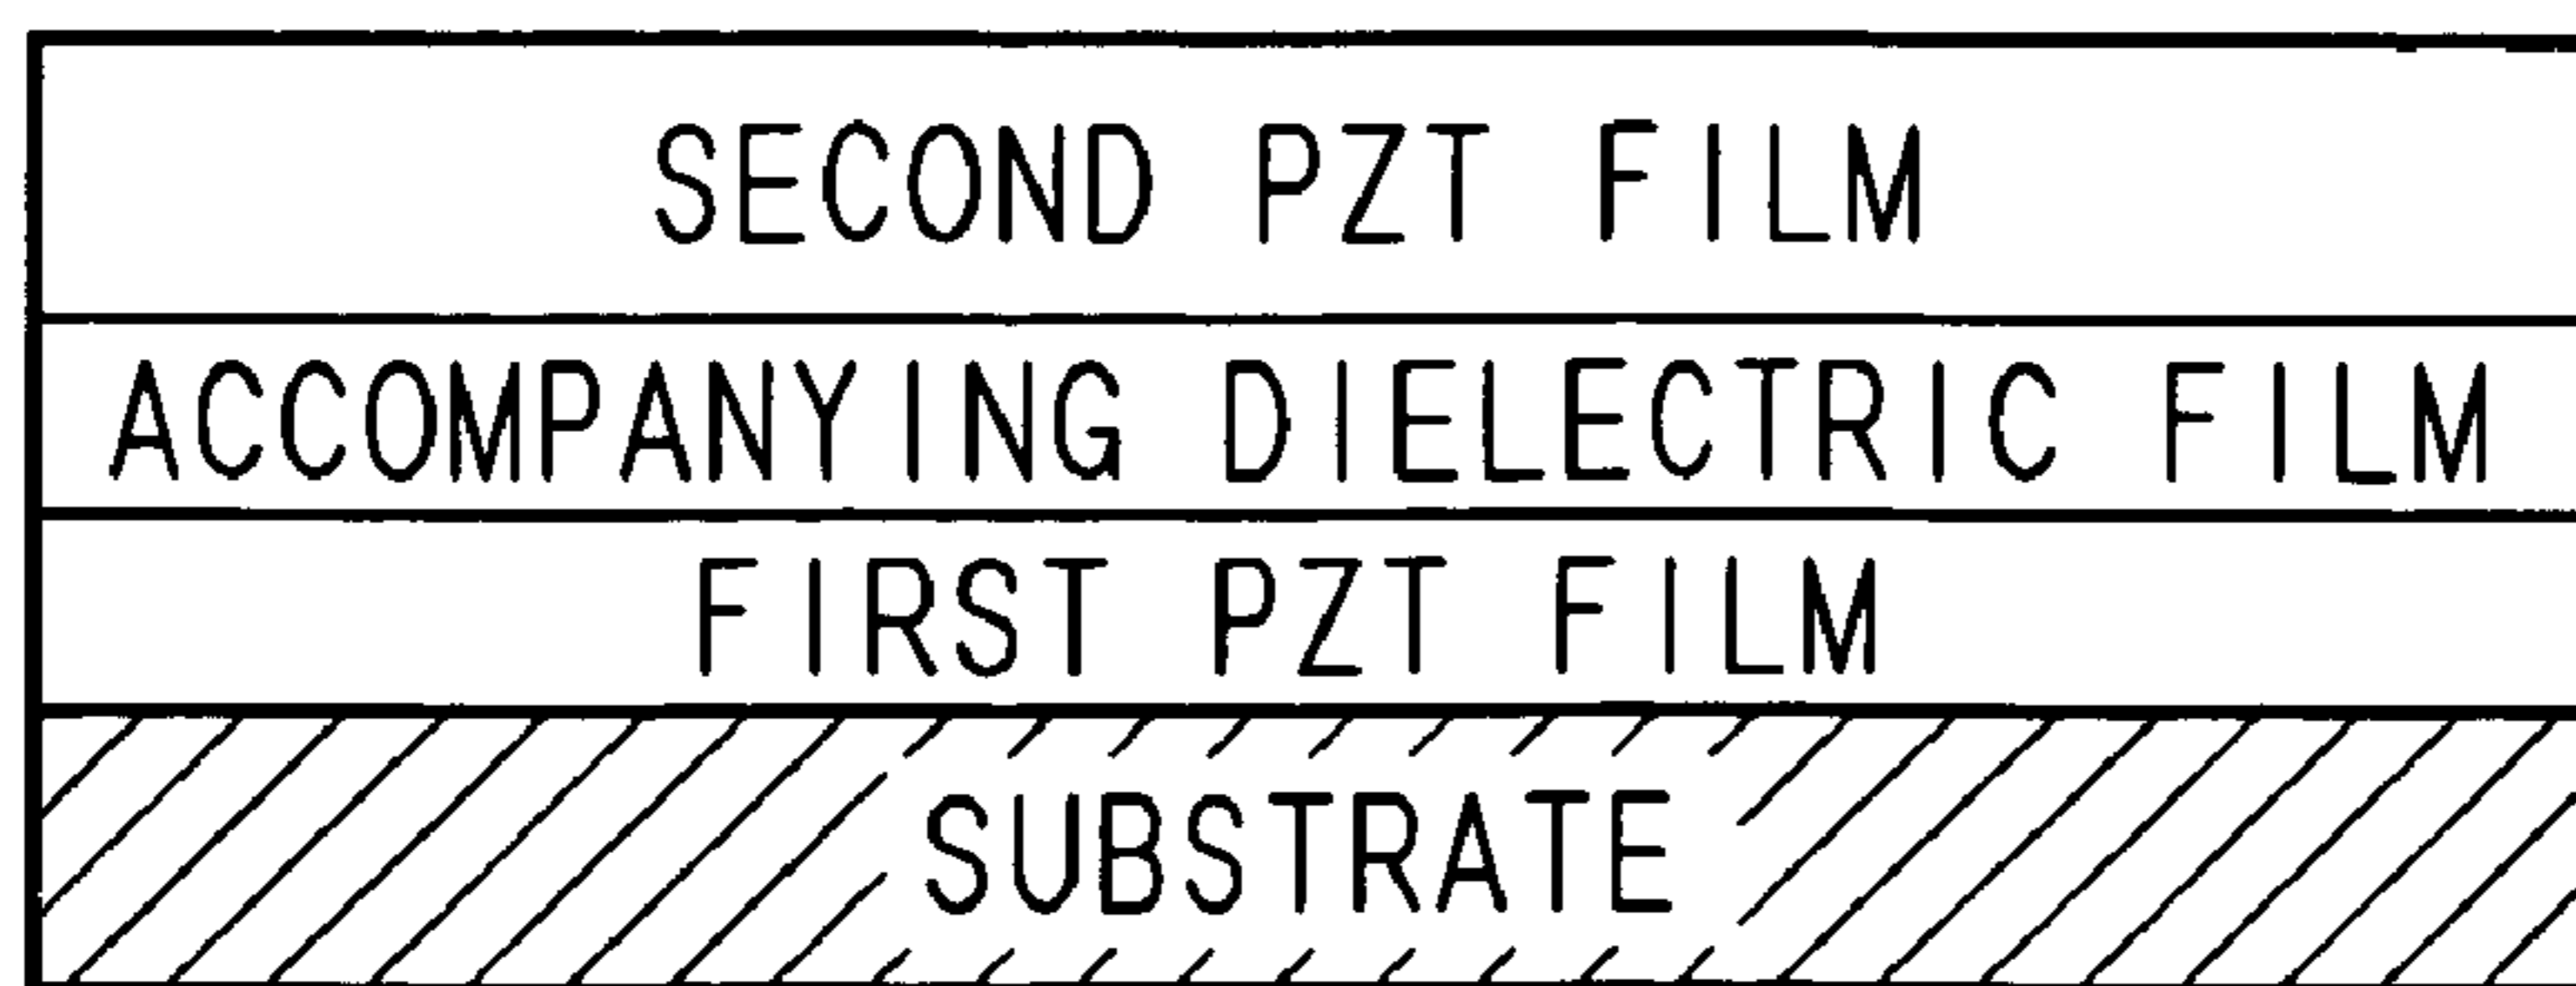 SECOND PZT FILM
ACCOMPANYING DIELECTRIC FILM
FIRST PZT FILM
SUBSTRATE